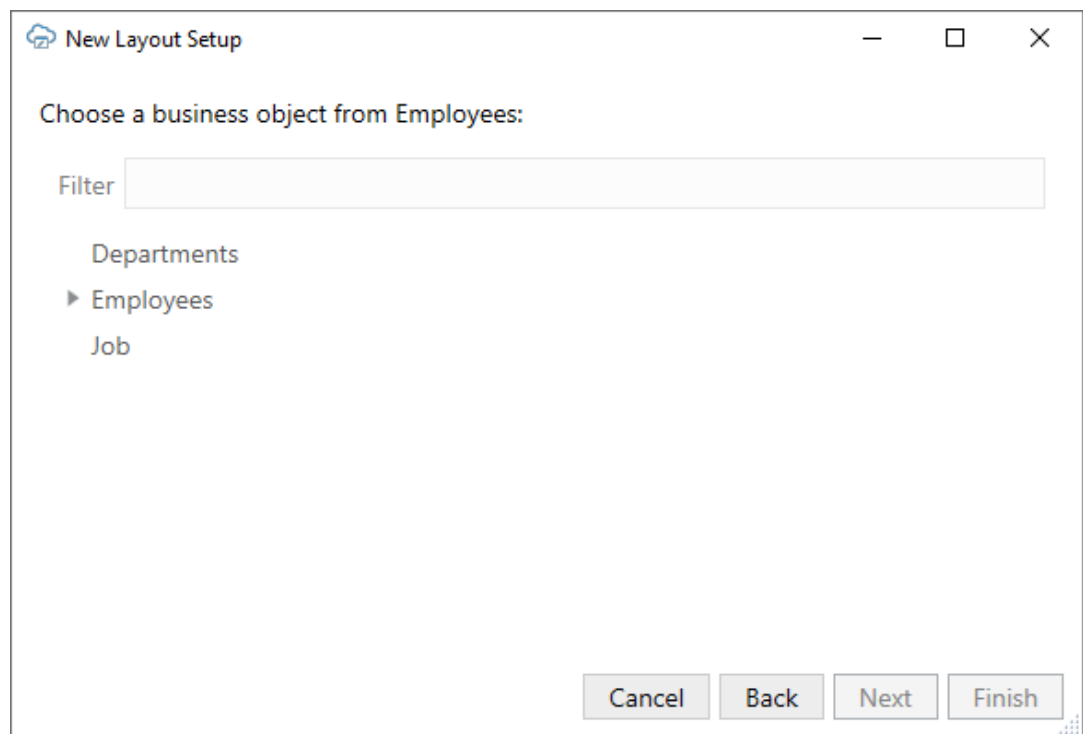 New Layout Setup
Choose a business object from Employees:
Filter
Departments
Employees
Job
Cancel Back Next Finish